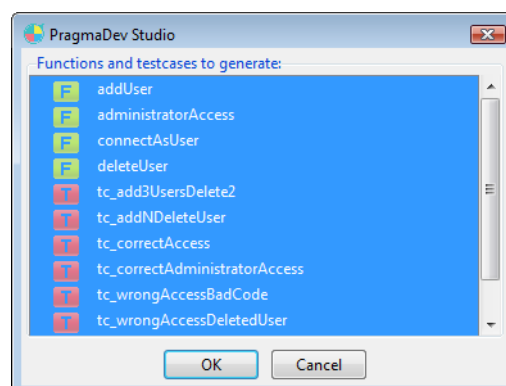 PragmaDev Studio
Functions and testcases to generate:
F addUser
F administratorAccess
F connectAsUser
F deleteUser
T tc_add3UsersDelete2
T tc_addNDeleteUser
T tc_correctAccess
T tc_correctAdministratorAccess
T tc_wrongAccessBadCode
T tc_wrongAccessDeletedUser
OK Cancel